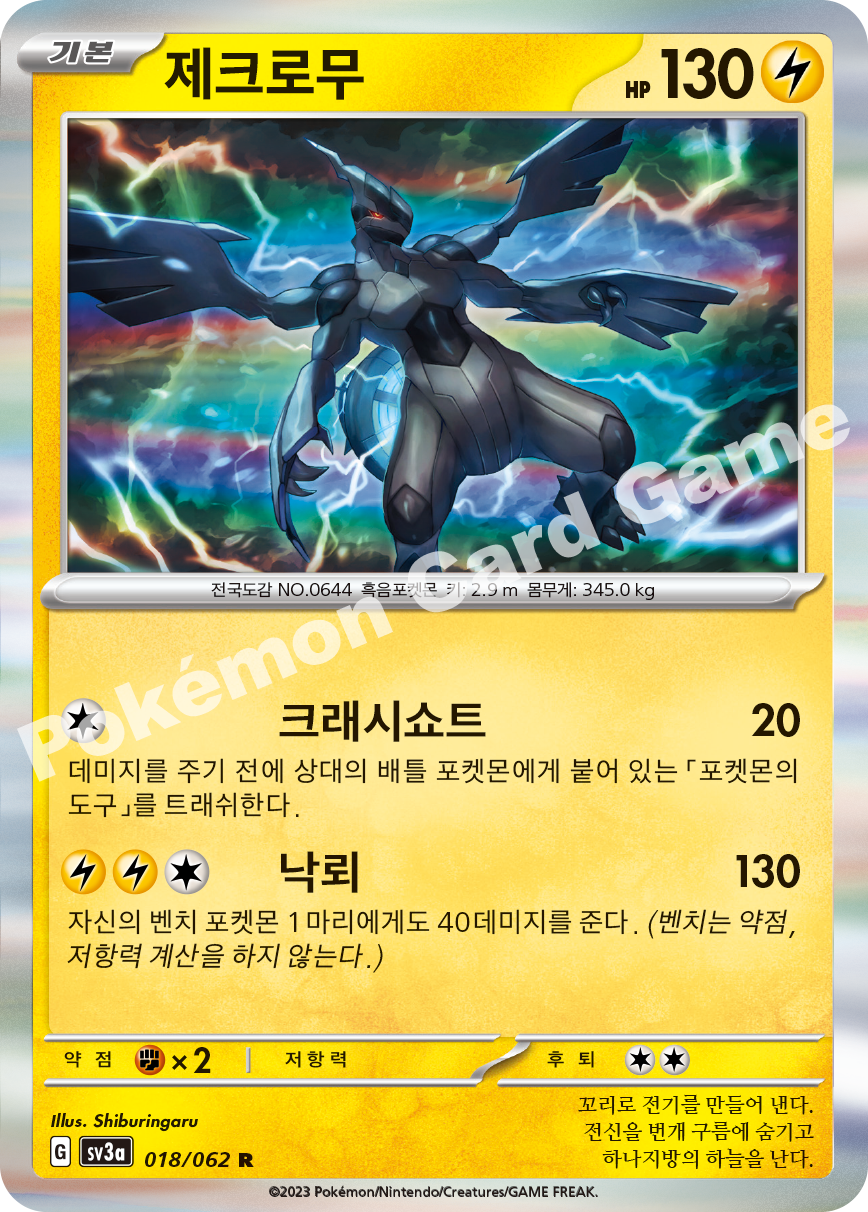 기본
제크로무
HP 130
전국도감 NO.0644 흑음포켓몬 키: 2.9 m 몸무게: 345.0 kg
Pokémon Card Game
크래시쇼트 20
데미지를 주기 전에 상대의 배틀 포켓몬에게 붙어 있는 「포켓몬의
도구」를 트래쉬한다.
낙뢰 130
자신의 벤치 포켓몬 1마리에게도 40데미지를 준다. (벤치는 약점,
저항력 계산을 하지 않는다.)
약점 ×2 저항력 후퇴
Illus. Shiburingaru
꼬리로 전기를 만들어 낸다.
전신을 번개 구름에 숨기고
하나지방의 하늘을 난다.
G sv3a 018/062 R
©2023 Pokémon/Nintendo/Creatures/GAME FREAK.